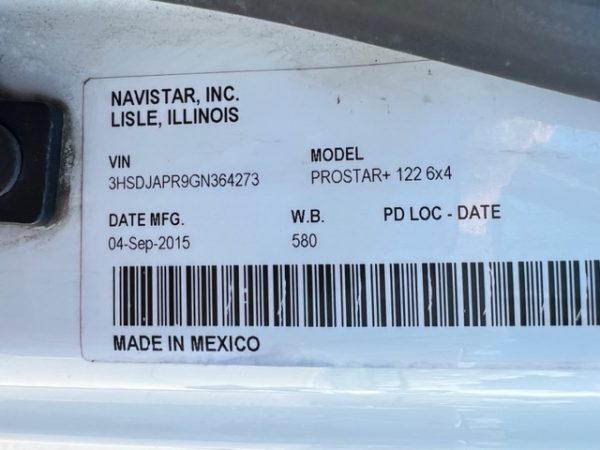 NAVISTAR, INC.
LISLE, ILLINOIS
VIN MODEL
3HSDJAPR9GN364273 PROSTAR+ 122 6x4
DATE MFG. W.B. PD LOC - DATE
04-Sep-2015 580
MADE IN MEXICO